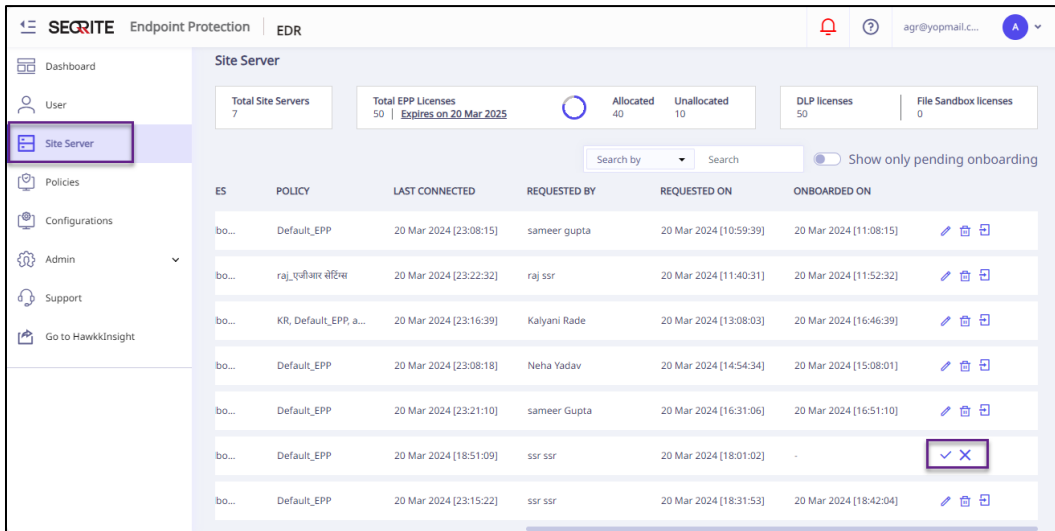 SEQRITE Endpoint Protection EDR agr@yopmail.c... A
Dashboard
User
Site Server
Policies
Configurations
Admin
Support
Go to HawkkInsight
Site Server
Total Site Servers
7
Total EPP Licenses
50 | Expires on 20 Mar 2025
Allocated
40
Unallocated
10
DLP licenses
50
File Sandbox licenses
0
Search by Search Show only pending onboarding
ES POLICY LAST CONNECTED REQUESTED BY REQUESTED ON ONBOARDED ON
bo... Default_EPP 20 Mar 2024 [23:08:15] sameer gupta 20 Mar 2024 [10:59:39] 20 Mar 2024 [11:08:15]
bo... raj_एजीआर सेटिंग्स 20 Mar 2024 [23:22:32] raj ssr 20 Mar 2024 [11:40:31] 20 Mar 2024 [11:52:32]
bo... KR, Default_EPP, a... 20 Mar 2024 [23:16:39] Kalyani Rade 20 Mar 2024 [13:08:03] 20 Mar 2024 [16:46:39]
bo... Default_EPP 20 Mar 2024 [23:08:18] Neha Yadav 20 Mar 2024 [14:54:34] 20 Mar 2024 [15:08:01]
bo... Default_EPP 20 Mar 2024 [23:21:10] sameer Gupta 20 Mar 2024 [16:31:06] 20 Mar 2024 [16:51:10]
bo... Default_EPP 20 Mar 2024 [18:51:09] ssr ssr 20 Mar 2024 [18:01:02] -
bo... Default_EPP 20 Mar 2024 [23:15:22] ssr ssr 20 Mar 2024 [18:31:53] 20 Mar 2024 [18:42:04]